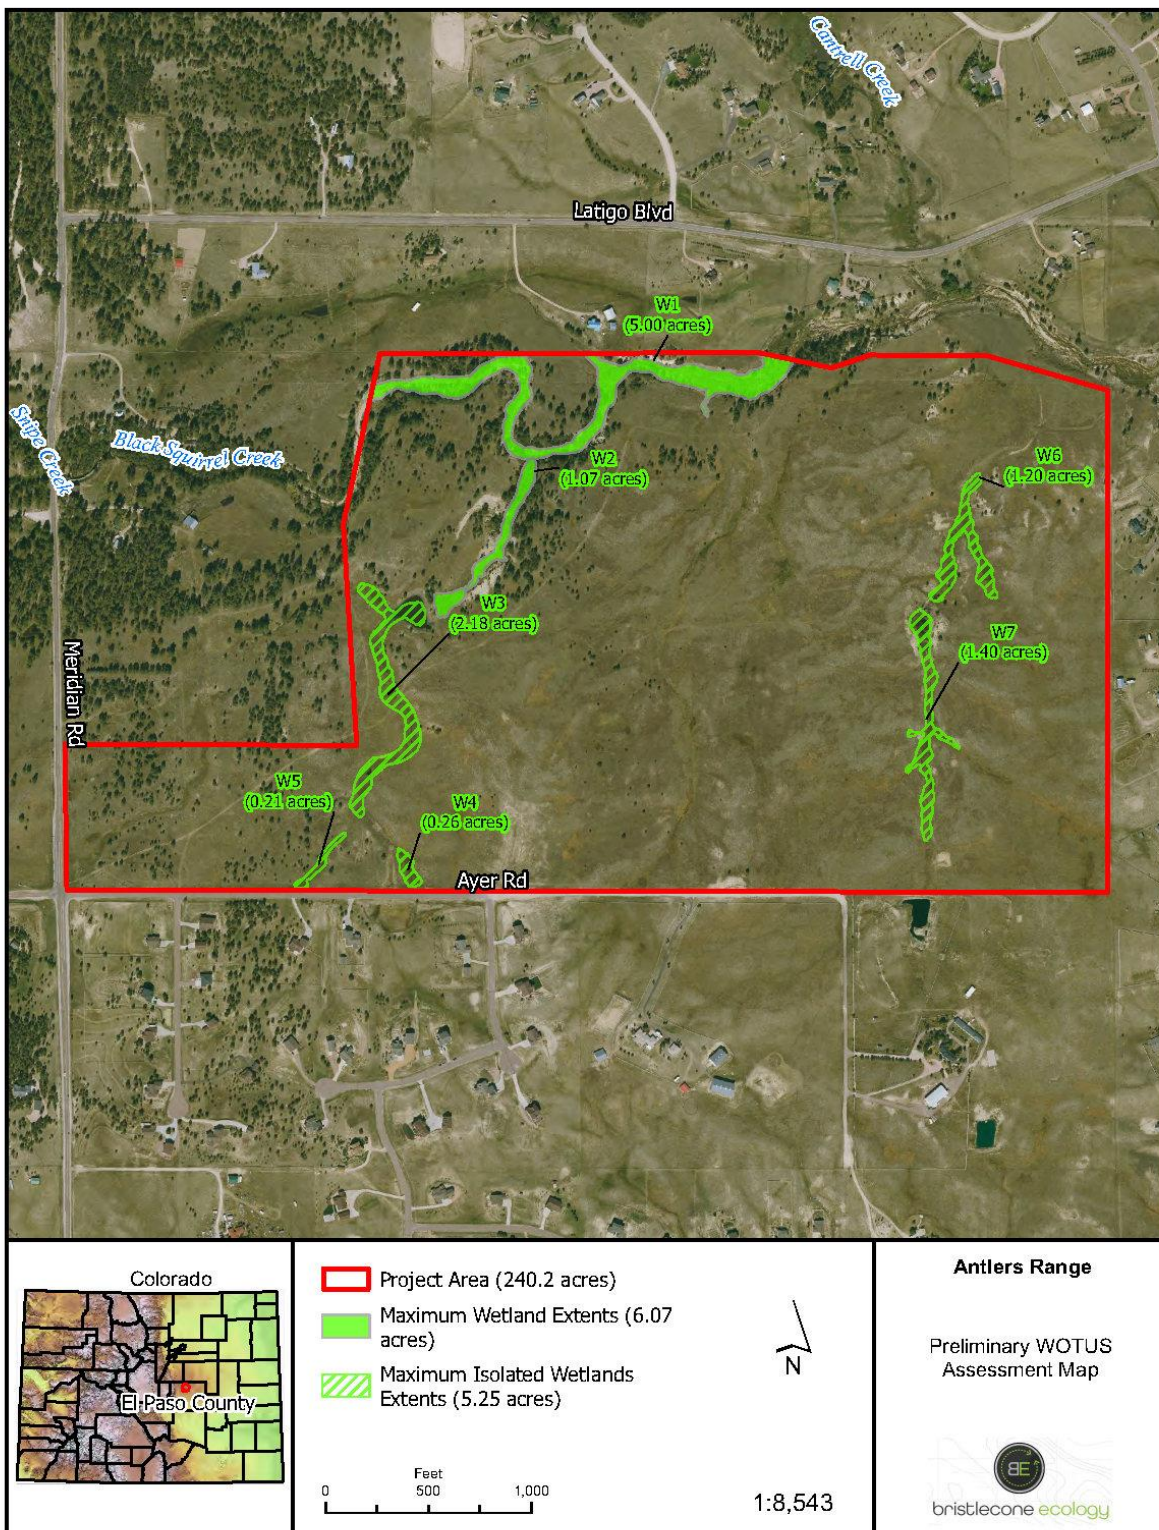 Cantrell Creek
Latigo Blvd
W1
(5.00 acres)
Snipe Creek
Black Squirrel Creek
W2
(1.07 acres)
W6
(1.20 acres)
W3
(2.18 acres)
W7
(1.40 acres)
Meridian Rd
W5
(0.21 acres)
W4
(0.26 acres)
Ayer Rd
Colorado
El Paso County
Project Area (240.2 acres)
Maximum Wetland Extents (6.07
acres)
Maximum Isolated Wetlands
Extents (5.25 acres)
N
Feet
0 500 1,000
1:8,543
Antlers Range
Preliminary WOTUS
Assessment Map
BE
bristlecone ecology